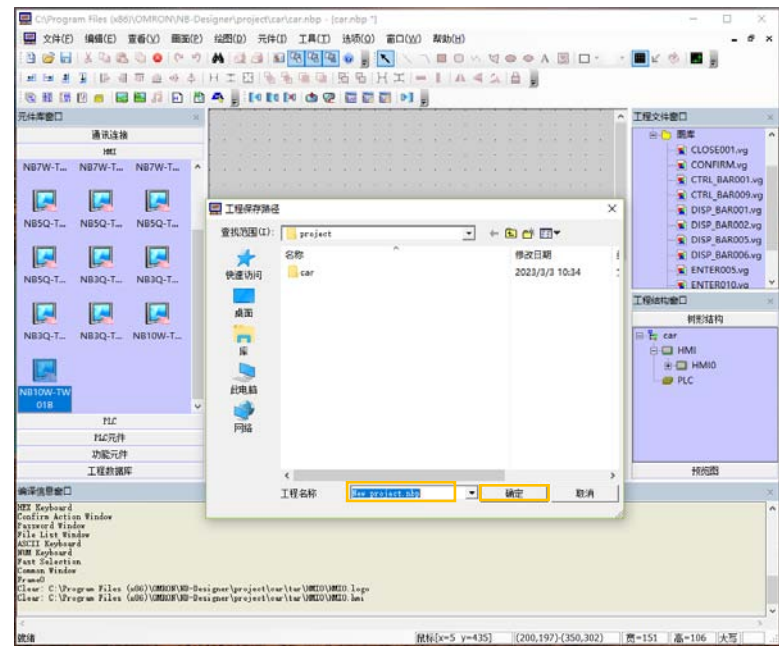 C:\Program Files (x86)\OMRON\NB-Designer\project\car\car.nbp - [car.nbp *]
文件(F) 编辑(E) 查看(V) 画面(P) 绘图(D) 元件(I) 工具(T) 选项(O) 窗口(W) 帮助(H)
元件库窗口
通讯连接
HMI
NB7W-T... NB7W-T... NB7W-T...
NB5Q-T... NB5Q-T... NB5Q-T...
NB5Q-T... NB5Q-T... NB3Q-T...
NB3Q-T... NB3Q-T... NB10W-T...
NB10W-TW
01B
PLC
PLC元件
功能元件
工程数据库
工程保存路径
查找范围(I): project
名称 修改日期
car 2023/3/3 10:34
快速访问
桌面
库
此电脑
网络
工程名称 New project.nbp 确定 取消
工程文件窗口
图库
CLOSE001.vg
CONFIRM.vg
CTRL_BAR001.vg
CTRL_BAR009.vg
DISP_BAR001.vg
DISP_BAR002.vg
DISP_BAR005.vg
DISP_BAR006.vg
ENTER005.vg
ENTER010.vg
工程结构窗口
树形结构
car
HMI
HMI0
PLC
预览图
编译信息窗口
HEX Keyboard
Confirm Action Window
Password Window
File List Window
ASCII Keyboard
NUM Keyboard
Fast Selection
Common Window
Frame0
Clear: C:\Program Files (x86)\OMRON\NB-Designer\project\car\tar\HMI0\HMI0.logo
Clear: C:\Program Files (x86)\OMRON\NB-Designer\project\car\tar\HMI0\HMI0.hmi
就绪 鼠标[x=5 y=435] (200,197)-(350,302) 宽=151 高=106 大写